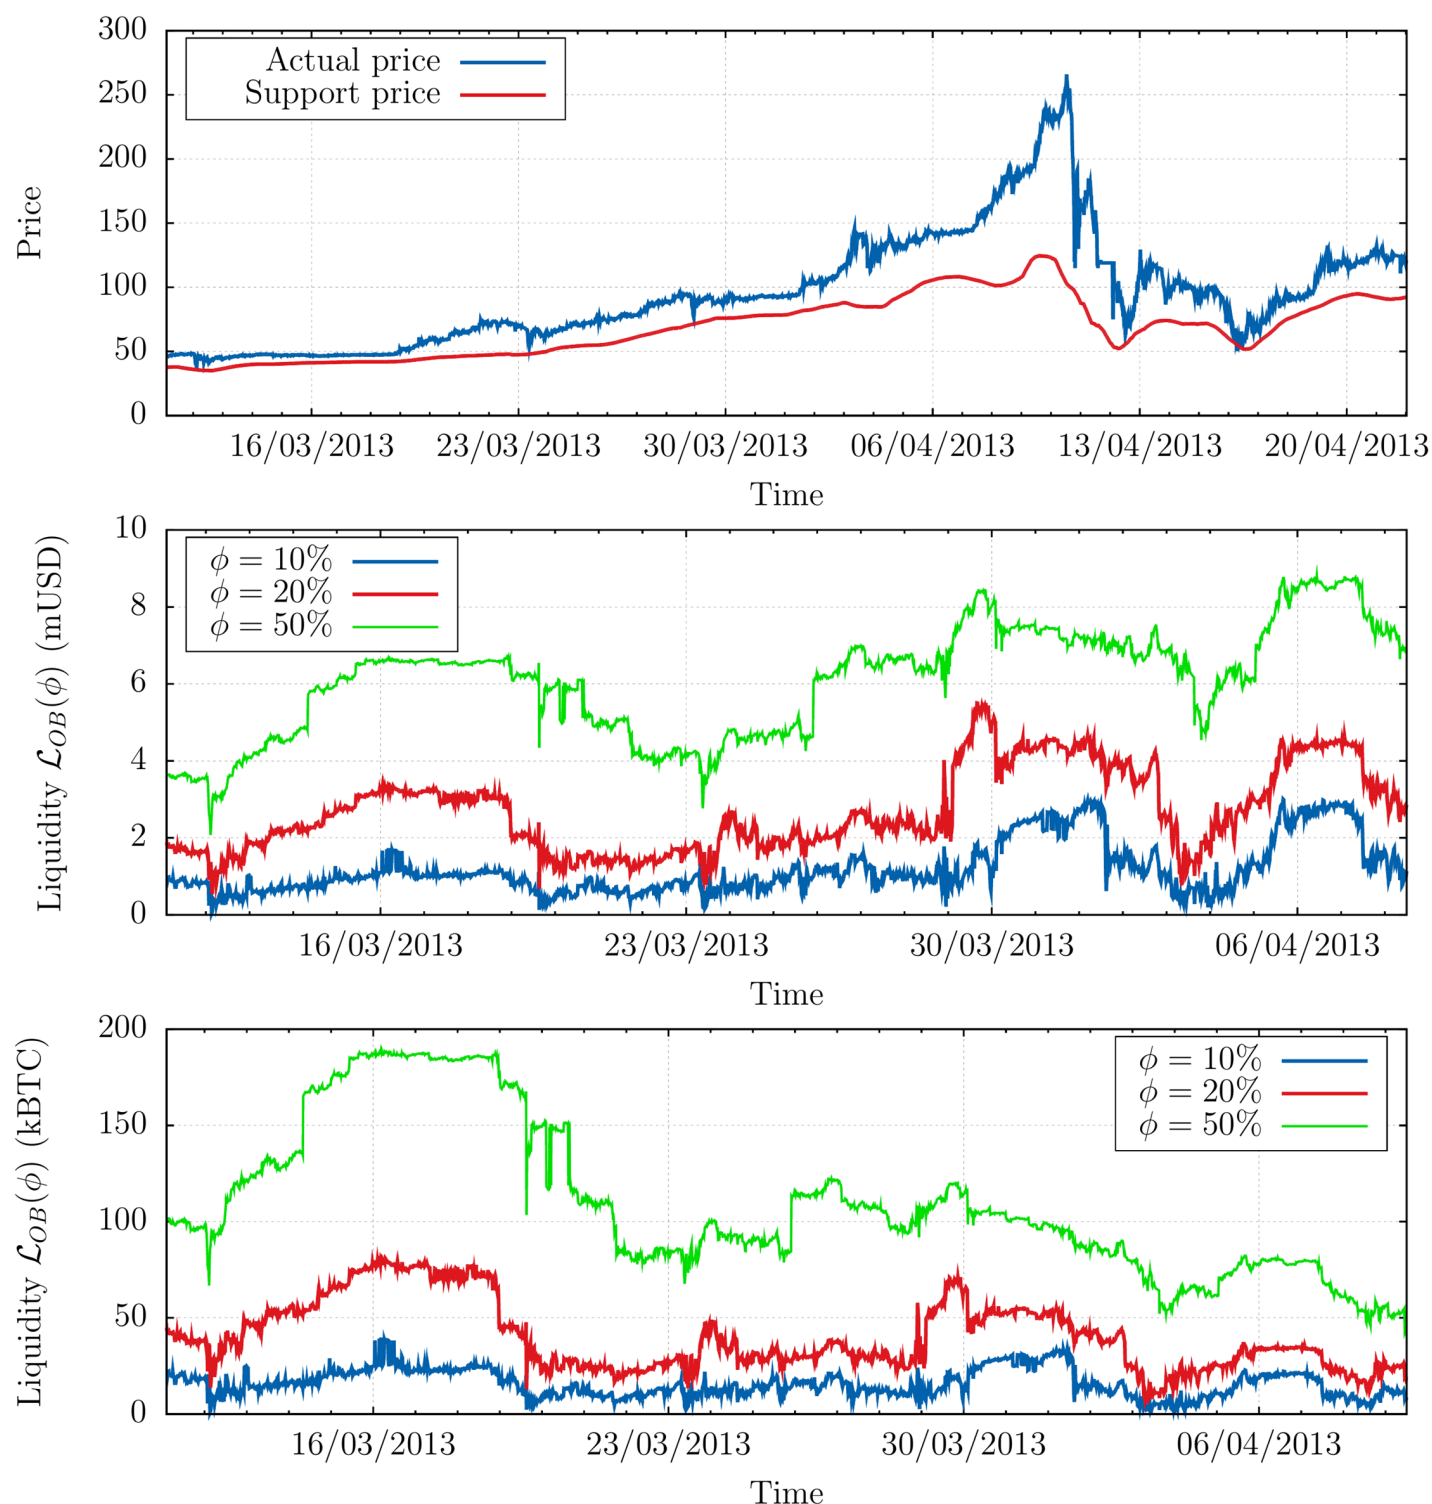 300
250
200
150
100
50
0
Price
Actual price
Support price
16/03/2013 23/03/2013 30/03/2013 06/04/2013 13/04/2013 20/04/2013
Time
10
8
6
4
2
0
Liquidity 𝓛OB(ϕ) (mUSD)
ϕ = 10%
ϕ = 20%
ϕ = 50%
16/03/2013 23/03/2013 30/03/2013 06/04/2013
Time
200
150
100
50
0
Liquidity 𝓛OB(ϕ) (kBTC)
ϕ = 10%
ϕ = 20%
ϕ = 50%
16/03/2013 23/03/2013 30/03/2013 06/04/2013
Time